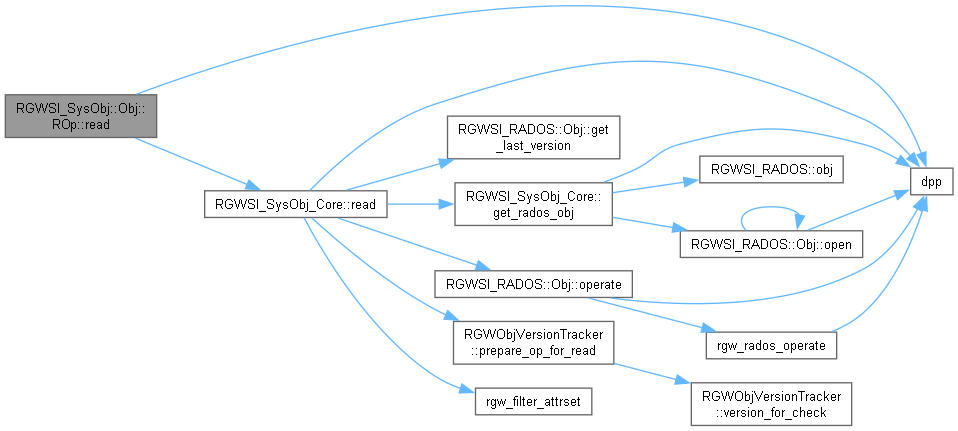 RGWSI_SysObj::Obj::
ROp::read
RGWSI_SysObj_Core::read
RGWSI_RADOS::Obj::get
_last_version
RGWSI_SysObj_Core::
get_rados_obj
RGWSI_RADOS::Obj::operate
RGWObjVersionTracker
::prepare_op_for_read
rgw_filter_attrset
RGWSI_RADOS::obj
RGWSI_RADOS::Obj::open
rgw_rados_operate
RGWObjVersionTracker
::version_for_check
dpp